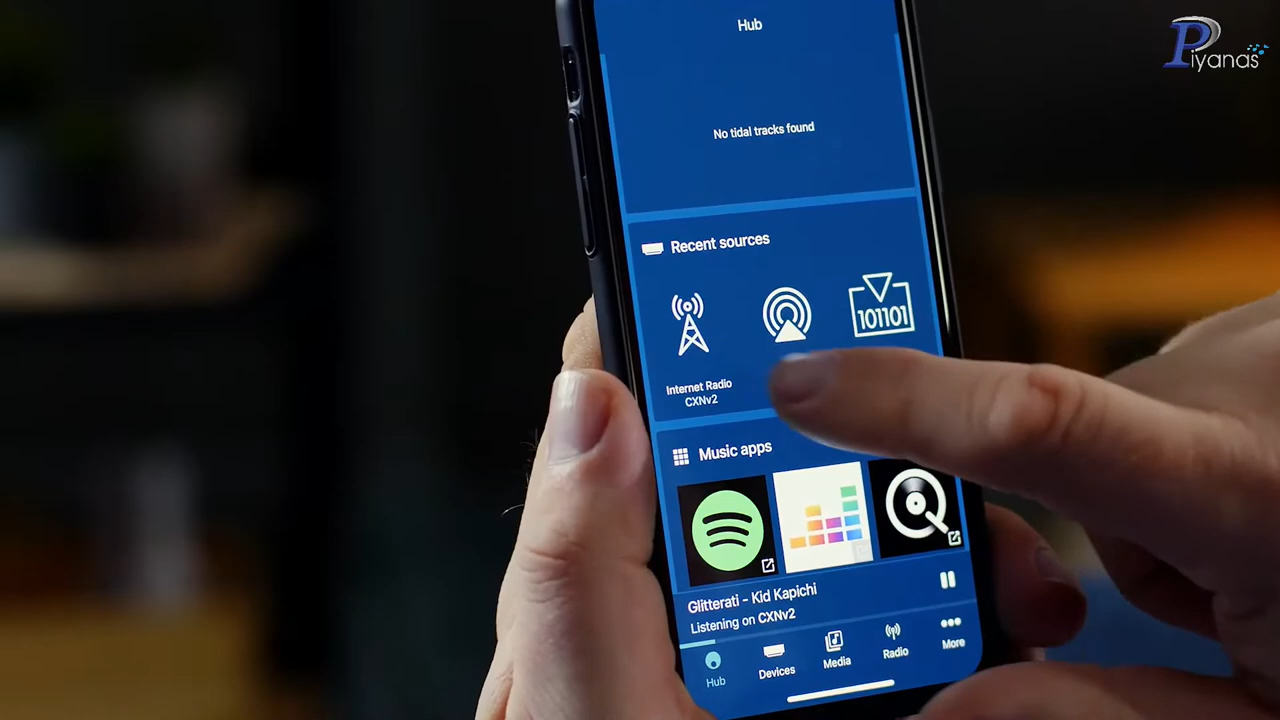 Hub
Piyanas
No tidal tracks found
Recent sources
101101
Internet Radio
CXNv2
Music apps
Glitterati - Kid Kapichi
Listening on CXNv2
Hub
Devices
Media
Radio
More